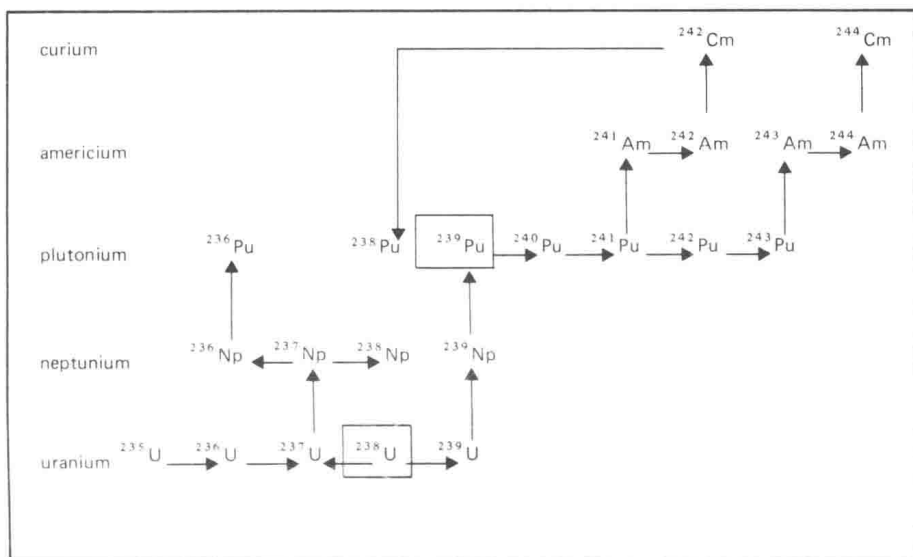 curium ²⁴²Cm ²⁴⁴Cm
americium ²⁴¹Am ²⁴²Am ²⁴³Am ²⁴⁴Am
plutonium ²³⁶Pu ²³⁸Pu ²³⁹Pu ²⁴⁰Pu ²⁴¹Pu ²⁴²Pu ²⁴³Pu
neptunium ²³⁶Np ²³⁷Np ²³⁸Np ²³⁹Np
uranium ²³⁵U ²³⁶U ²³⁷U ²³⁸U ²³⁹U